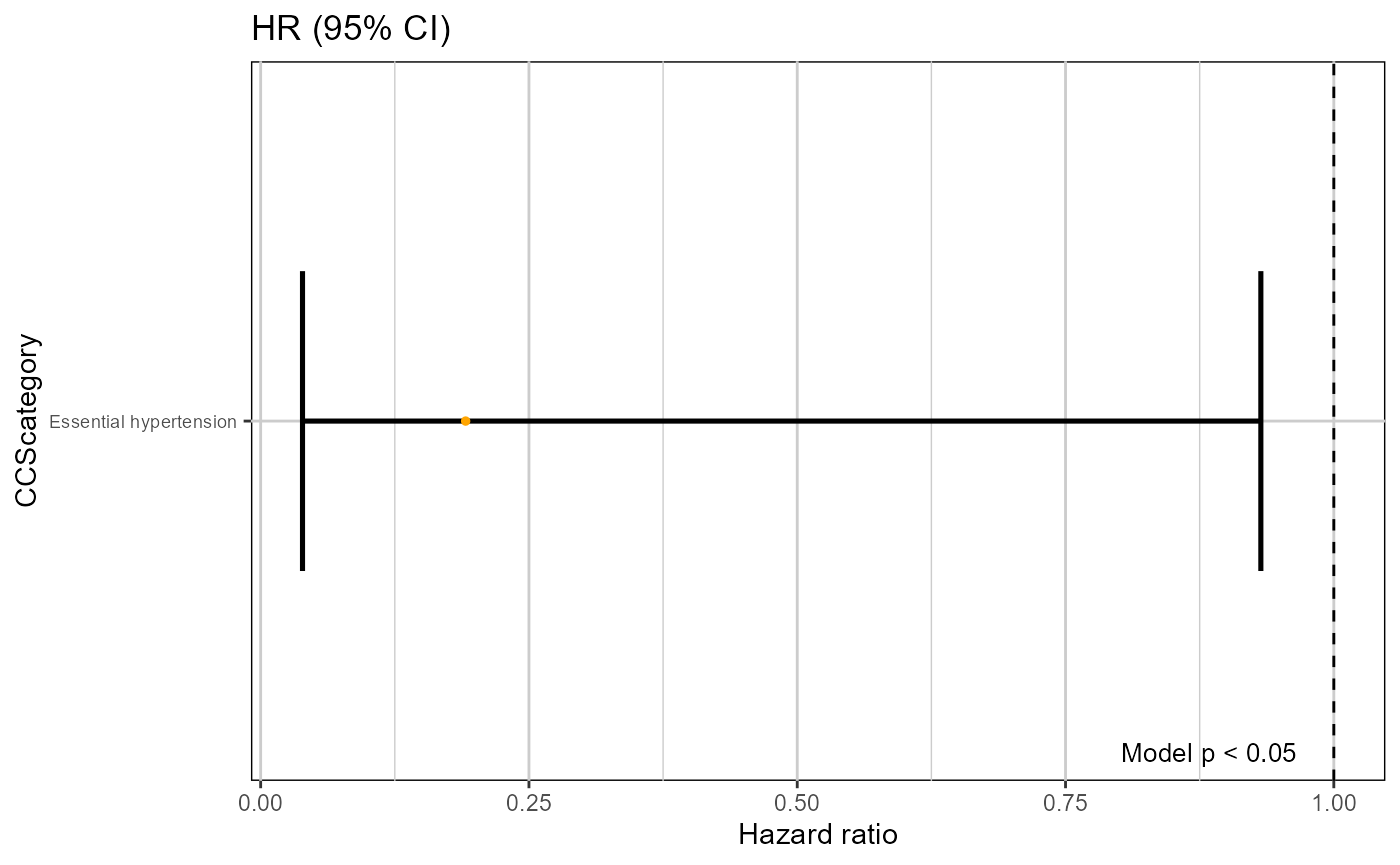 HR (95% CI)
CCScategory
Essential hypertension
Model p < 0.05
0.00 0.25 0.50 0.75 1.00
Hazard ratio